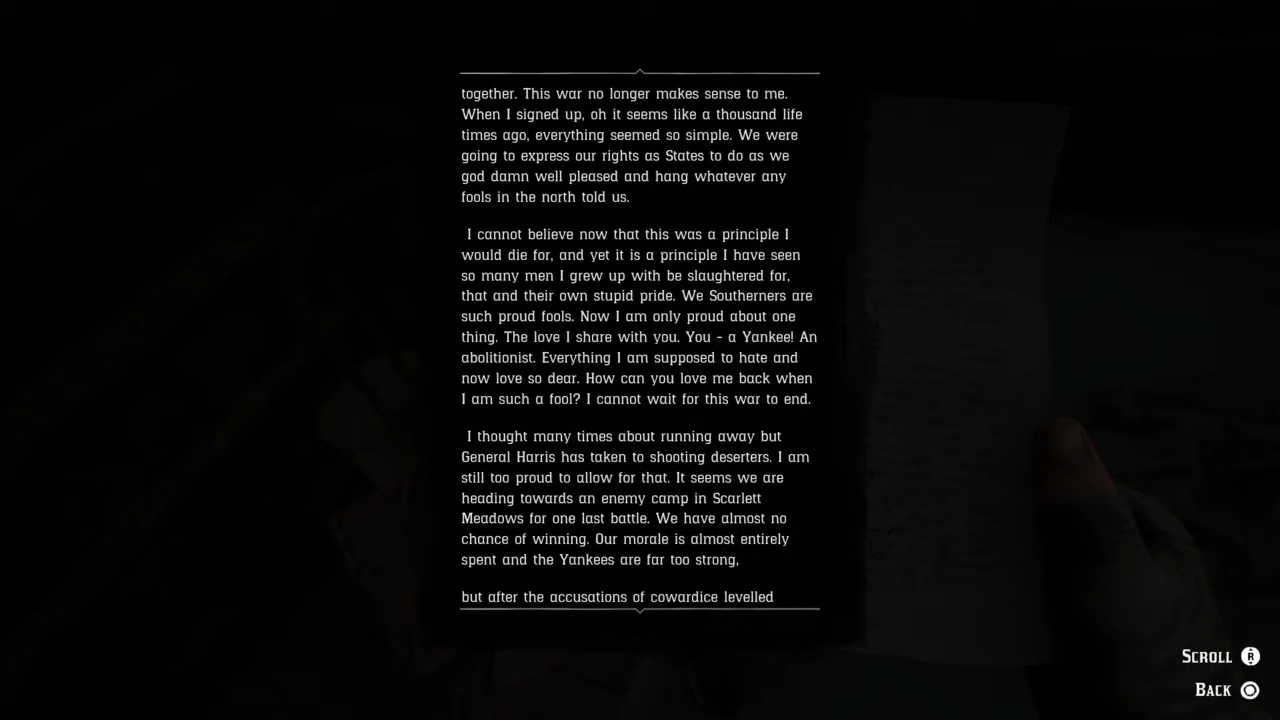 together. This war no longer makes sense to me.
When I signed up, oh it seems like a thousand life
times ago, everything seemed so simple. We were
going to express our rights as States to do as we
god damn well pleased and hang whatever any
fools in the north told us.
I cannot believe now that this was a principle I
would die for, and yet it is a principle I have seen
so many men I grew up with be slaughtered for,
that and their own stupid pride. We Southerners are
such proud fools. Now I am only proud about one
thing. The love I share with you. You - a Yankee! An
abolitionist. Everything I am supposed to hate and
now love so dear. How can you love me back when
I am such a fool? I cannot wait for this war to end.
I thought many times about running away but
General Harris has taken to shooting deserters. I am
still too proud to allow for that. It seems we are
heading towards an enemy camp in Scarlett
Meadows for one last battle. We have almost no
chance of winning. Our morale is almost entirely
spent and the Yankees are far too strong,
but after the accusations of cowardice levelled
SCROLL R
BACK